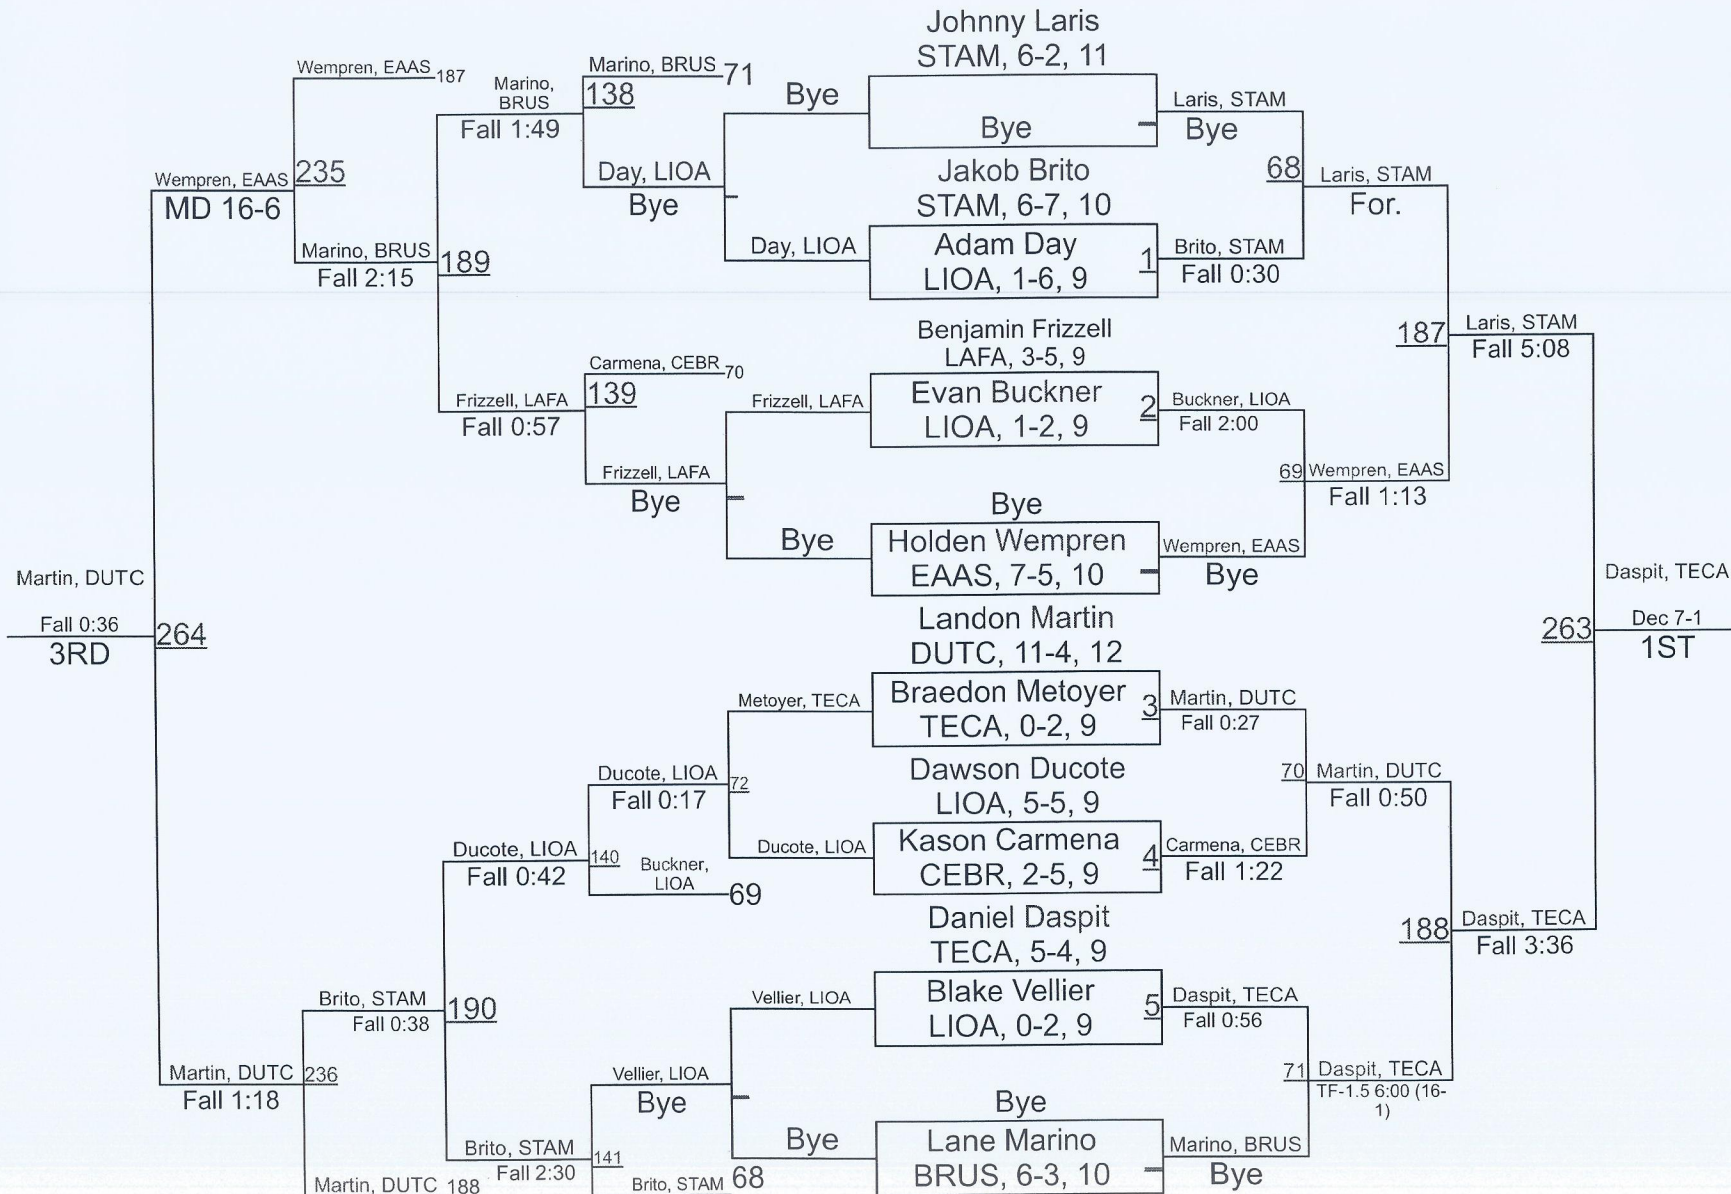 Johnny Laris
STAM, 6-2, 11
Bye
Jakob Brito
STAM, 6-7, 10
Adam Day
LIOA, 1-6, 9
1
Benjamin Frizzell
LAFA, 3-5, 9
Evan Buckner
LIOA, 1-2, 9
2
Bye
Holden Wempren
EAAS, 7-5, 10
Landon Martin
DUTC, 11-4, 12
Braedon Metoyer
TECA, 0-2, 9
3
Dawson Ducote
LIOA, 5-5, 9
Kason Carmena
CEBR, 2-5, 9
4
Daniel Daspit
TECA, 5-4, 9
Blake Vellier
LIOA, 0-2, 9
5
Bye
Lane Marino
BRUS, 6-3, 10
Laris, STAM
Bye
68
Brito, STAM
Fall 0:30
Buckner, LIOA
Fall 2:00
69
Wempren, EAAS
Bye
Martin, DUTC
Fall 0:27
70
Carmena, CEBR
Fall 1:22
Daspit, TECA
Fall 0:56
71
Marino, BRUS
Bye
Laris, STAM
For.
187
Wempren, EAAS
Fall 1:13
Martin, DUTC
Fall 0:50
188
Daspit, TECA
TF-1.5 6:00 (16-
1)
Laris, STAM
Fall 5:08
263
Daspit, TECA
Fall 3:36
Daspit, TECA
Dec 7-1
1ST
Bye
Day, LIOA
Frizzell, LAFA
Bye
Metoyer, TECA
72
Ducote, LIOA
Vellier, LIOA
Bye
Marino, BRUS 71
138
Day, LIOA
Bye
Carmena, CEBR 70
139
Frizzell, LAFA
Bye
Ducote, LIOA
Fall 0:17
140
Buckner,
LIOA
69
Vellier, LIOA
Bye
141
Brito, STAM 68
Marino,
BRUS
Fall 1:49
189
Frizzell, LAFA
Fall 0:57
Ducote, LIOA
Fall 0:42
190
Brito, STAM
Fall 2:30
Wempren, EAAS 187
235
Marino, BRUS
Fall 2:15
Brito, STAM
Fall 0:38
236
Martin, DUTC 188
Wempren, EAAS
MD 16-6
264
Martin, DUTC
Fall 1:18
Martin, DUTC
Fall 0:36
3RD